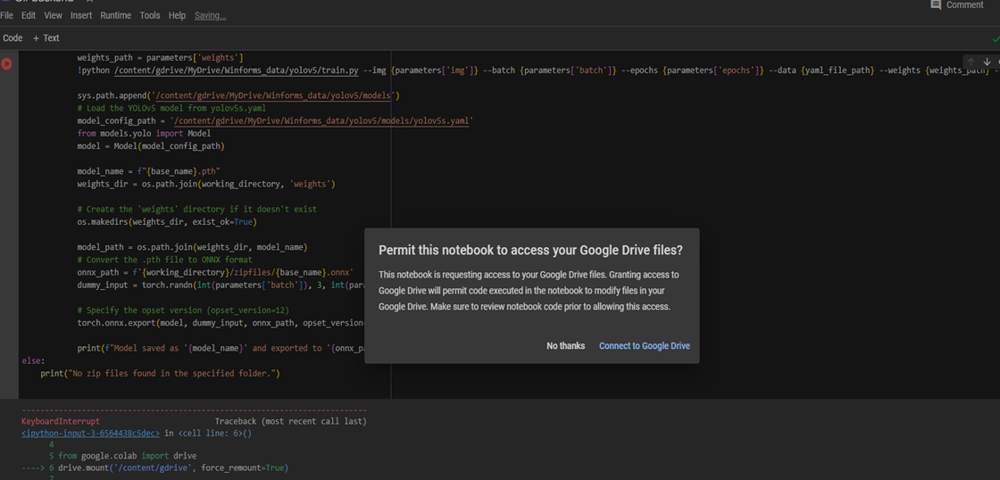 Comment
File Edit View Insert Runtime Tools Help Saving...
Code + Text
weights_path = parameters['weights']
!python /content/gdrive/MyDrive/Winforms_data/yolov5/train.py --img {parameters['img']} --batch {parameters['batch']} --epochs {parameters['epochs']} --data {yaml_file_path} --weights {weights_path} --
sys.path.append('/content/gdrive/MyDrive/Winforms_data/yolov5/models')
# Load the YOLOv5 model from yolov5s.yaml
model_config_path = '/content/gdrive/MyDrive/Winforms_data/yolov5/models/yolov5s.yaml'
from models.yolo import Model
model = Model(model_config_path)
model_name = f"{base_name}.pth"
weights_dir = os.path.join(working_directory, 'weights')
# Create the 'weights' directory if it doesn't exist
os.makedirs(weights_dir, exist_ok=True)
model_path = os.path.join(weights_dir, model_name)
# Convert the .pth file to ONNX format
onnx_path = f'{working_directory}/zipfiles/{base_name}.onnx'
dummy_input = torch.randn(int(parameters['batch']), 3, int(par
# Specify the opset version (opset_version=12)
torch.onnx.export(model, dummy_input, onnx_path, opset_version=
print(f"Model saved as '{model_name}' and exported to '{onnx_pa
else:
print("No zip files found in the specified folder.")
Permit this notebook to access your Google Drive files?
This notebook is requesting access to your Google Drive files. Granting access to
Google Drive will permit code executed in the notebook to modify files in your
Google Drive. Make sure to review notebook code prior to allowing this access.
No thanks Connect to Google Drive
---------------------------------------------------------------------------
KeyboardInterrupt Traceback (most recent call last)
<ipython-input-3-6564438c5dec> in <cell line: 6>()
4
5 from google.colab import drive
----> 6 drive.mount('/content/gdrive', force_remount=True)
7